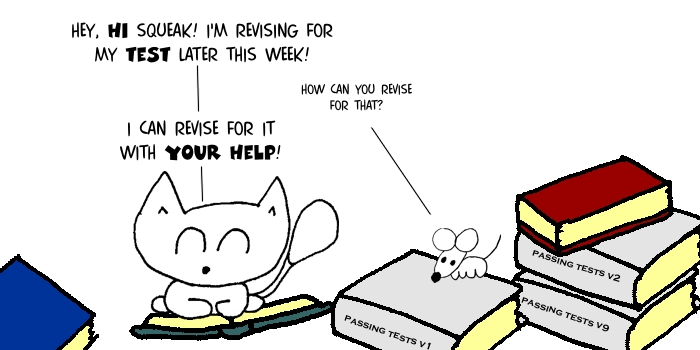 HEY, HI SQUEAK! I'M REVISING FOR
MY TEST LATER THIS WEEK!
HOW CAN YOU REVISE
FOR THAT?
I CAN REVISE FOR IT
WITH YOUR HELP!
PASSING TESTS V2
PASSING TESTS V9
PASSING TESTS V1